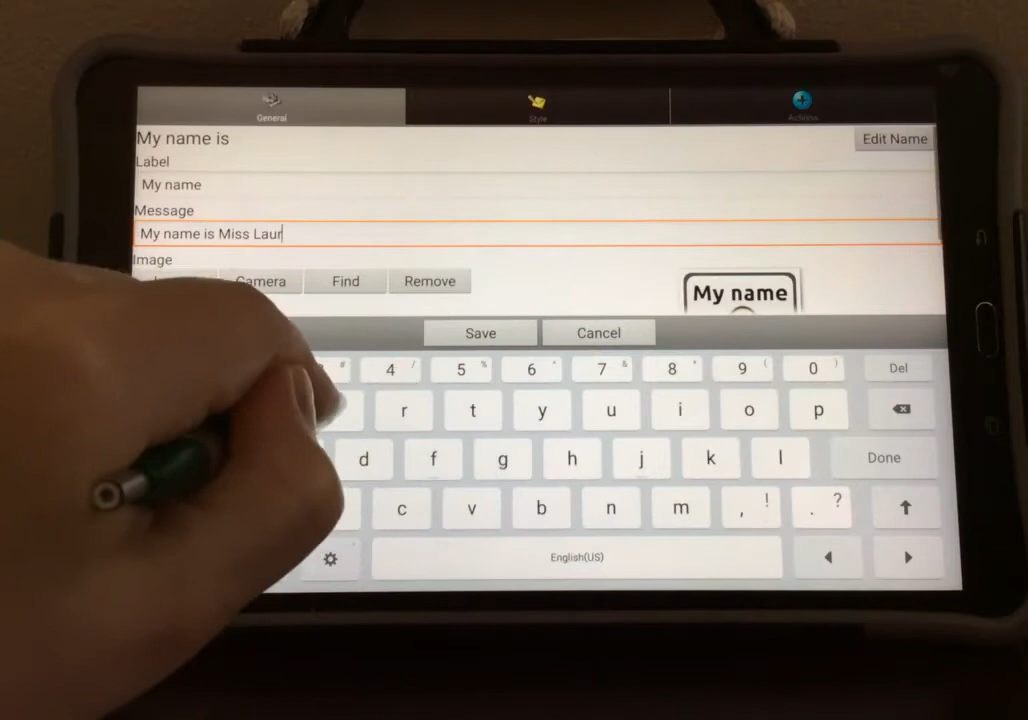 General
Style
Actions
My name is
Edit Name
Label
My name
Message
My name is Miss Laur
Image
Camera
Find
Remove
My name
Save
Cancel
#
4 /
5 %
6 ^
7 &
8 *
9 (
0 )
Del
r t y u i o p
d f g h j k l Done
c v b n m , ! . ?
English(US)